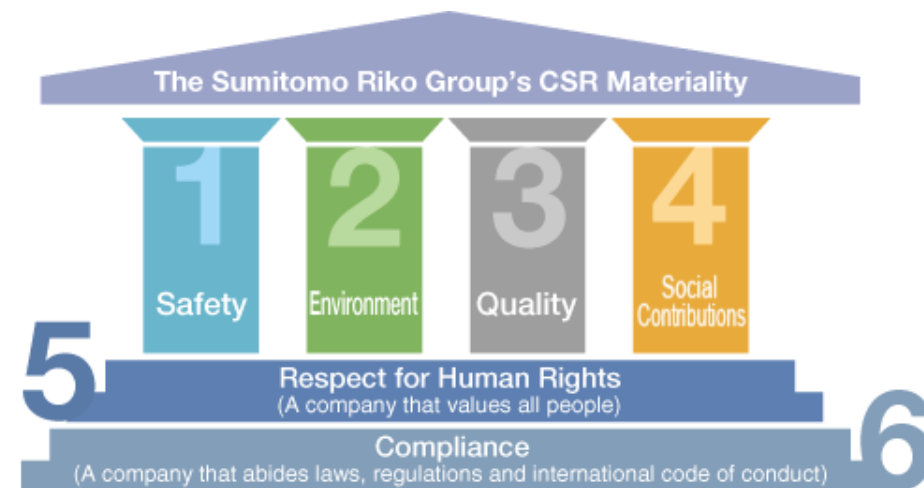 The Sumitomo Riko Group's CSR Materiality
1
Safety
2
Environment
3
Quality
4
Social
Contributions
5
Respect for Human Rights
(A company that values all people)
6
Compliance
(A company that abides laws, regulations and international code of conduct)